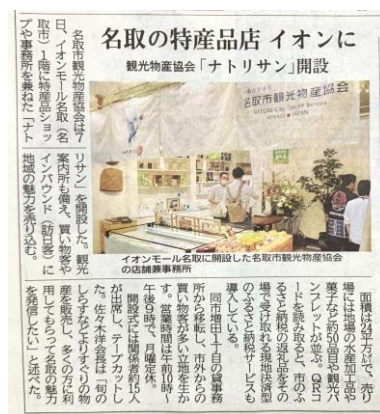 名取の特産品店 イオンに
観光物産協会「ナトリサン」開設
名取市観光物産協会
MIYAGI JAPAN
イオンモール名取に開設した名取市観光物産協会
の店舗兼事務所
名取市観光物産協会は7
日、イオンモール名取(名
取市)1階に特産品ショッ
プや事務所を兼ねた「ナト
リサン」を開設した。観光
案内所も備え、買い物客や
インバウンド(訪日客)に
地域の魅力を売り込む。
面積は24平方㍍で、売り
場には地場の水産加工品や
菓子など約50品目や観光パ
ンフレットが並ぶ。QRコ
ードを読み取ると、市のふ
るさと納税の返礼品をその
場で受け取れる現地決済型
のふるさと納税サービスも
導入している。
同市増田1丁目の貸事務
所から移転し、市外からの
買い物客が多い立地を生か
す。営業時間は午前10時〜
午後9時で、月曜定休。
開設式には関係者約15人
が出席し、テープカットし
た。佐々木洋会長は「旬の
しらすなどよりすぐりの物
産を販売し、多くの方に利
用してもらって名取の魅力
を発信したい」と述べた。